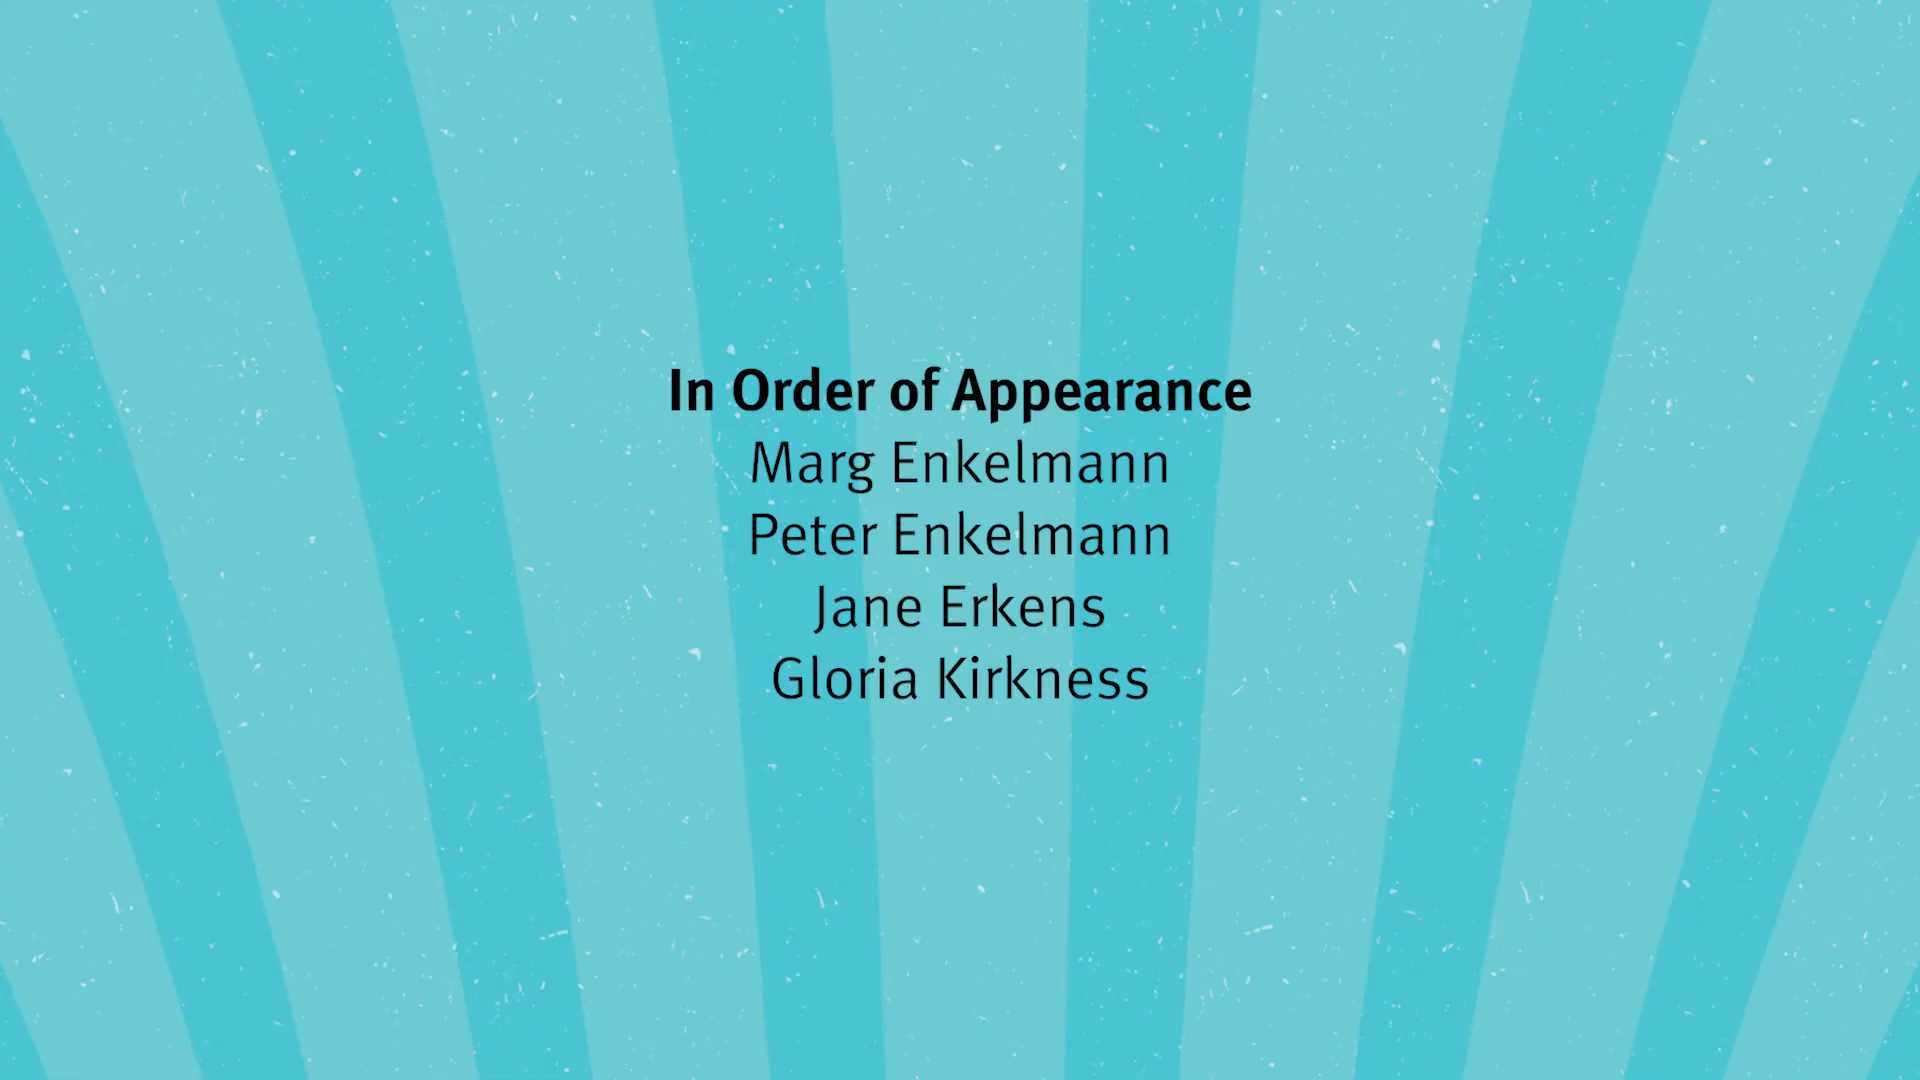 In Order of Appearance
Marg Enkelmann
Peter Enkelmann
Jane Erkens
Gloria Kirkness